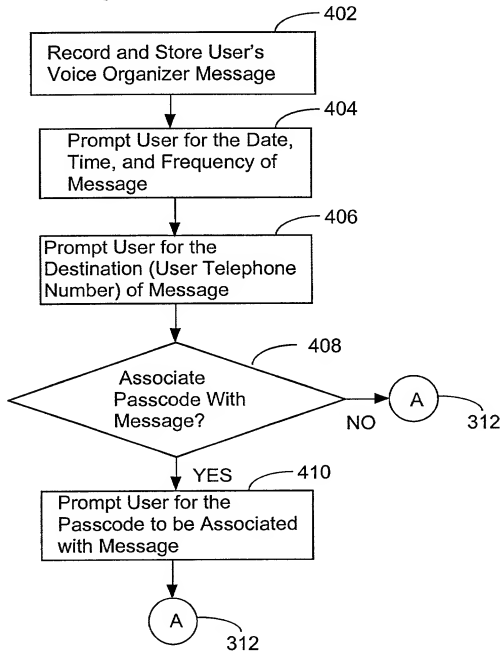 402
Record and Store User's
Voice Organizer Message
404
Prompt User for the Date,
Time, and Frequency of
Message
406
Prompt User for the
Destination (User Telephone
Number) of Message
408
Associate
Passcode With
Message?
A
NO
312
YES
410
Prompt User for the
Passcode to be Associated
with Message
A
312